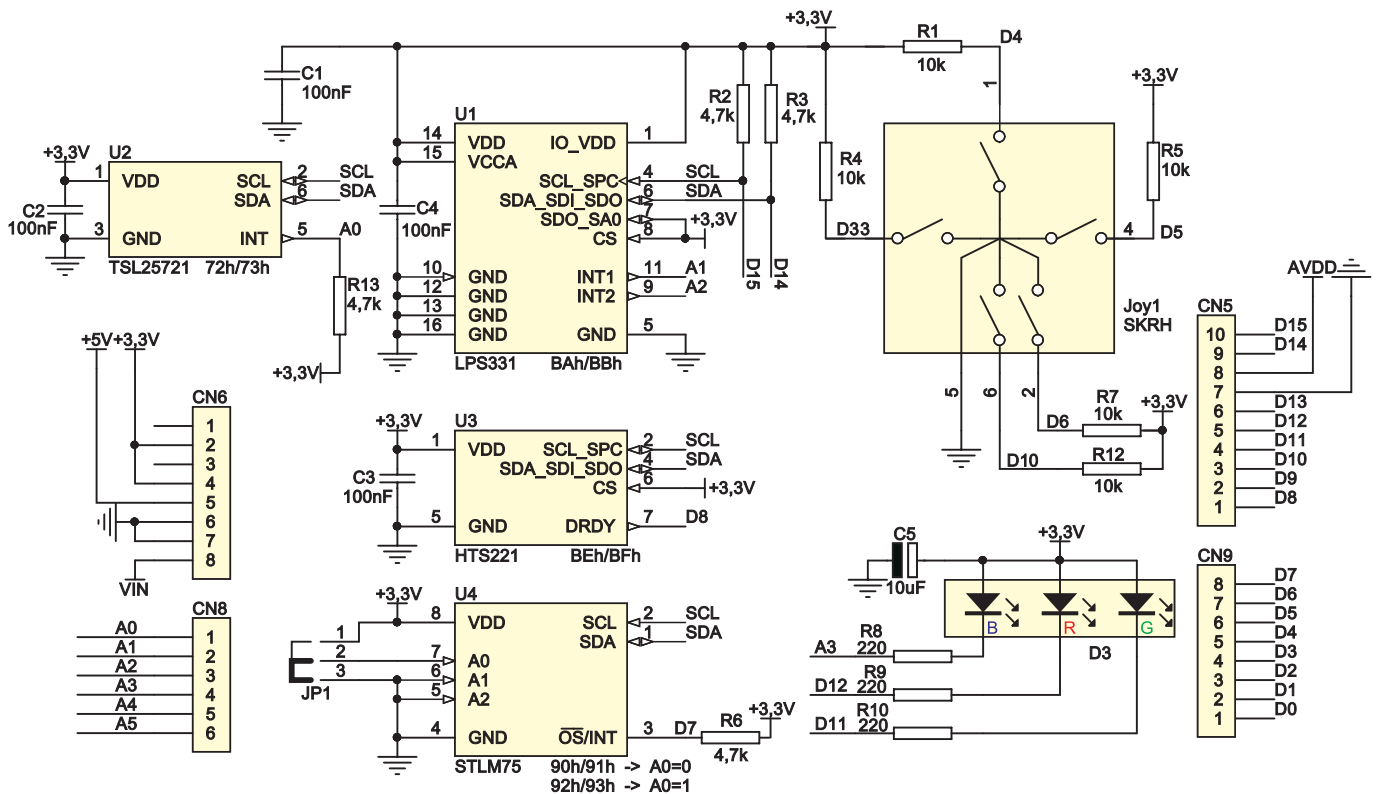 +3,3V
R1
10k
D4
1
C1
100nF
+3,3V
U2
1
VDD
3
GND
SCL
SDA
INT
2
6
5
SCL
SDA
A0
C2
100nF
TSL25721
72h/73h
R13
4,7k
+3,3V
U1
14
VDD
15
VCCA
10
GND
12
GND
13
GND
16
GND
IO_VDD
1
SCL_SPC
4
SCL
SDA_SDI_SDO
6
SDA
SDO_SA0
7
CS
8
+3,3V
INT1
11
A1
INT2
9
A2
GND
5
C4
100nF
LPS331
BAh/BBh
R2
4,7k
R3
4,7k
D15
D14
R4
10k
D33
+3,3V
R5
10k
4
D5
Joy1
SKRH
5
6
2
D6
R7
10k
+3,3V
D10
R12
10k
AVDD
CN5
10
D15
9
D14
8
7
6
D13
5
D12
4
D11
3
D10
2
D9
1
D8
+5V
+3,3V
CN6
1
2
3
4
5
6
7
8
VIN
+3,3V
U3
1
VDD
SCL_SPC
2
SCL
SDA_SDI_SDO
4
SDA
CS
6
+3,3V
5
GND
DRDY
7
D8
C3
100nF
HTS221
BEh/BFh
C5
10uF
+3,3V
B
R
G
D3
A3
R8
220
D12
R9
220
D11
R10
220
CN9
8
D7
7
D6
6
D5
5
D4
4
D3
3
D2
2
D1
1
D0
CN8
A0
1
A1
2
A2
3
A3
4
A4
5
A5
6
+3,3V
U4
8
VDD
SCL
2
SCL
SDA
1
SDA
1
2
3
JP1
7
A0
6
A1
5
A2
4
GND
OS/INT
3
D7
R6
4,7k
+3,3V
STLM75
90h/91h -> A0=0
92h/93h -> A0=1